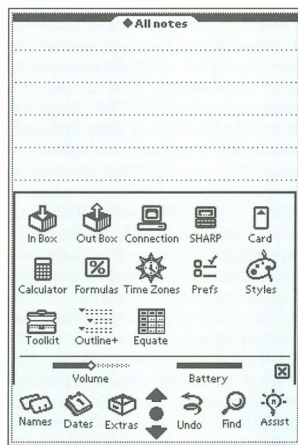 ◆All notes
In Box Out Box Connection SHARP Card
Calculator Formulas Time Zones Prefs Styles
Toolkit Outline+ Equate
Volume Battery
Names Dates Extras Undo Find Assist